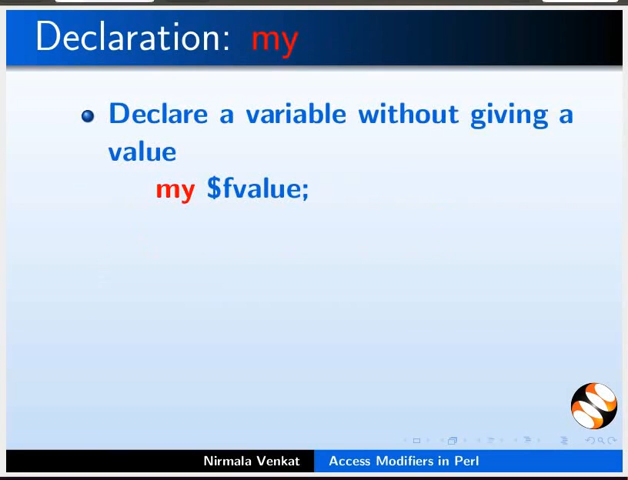 Declaration: my
Declare a variable without giving a
value
my $fvalue;
Nirmala Venkat
Access Modifiers in Perl